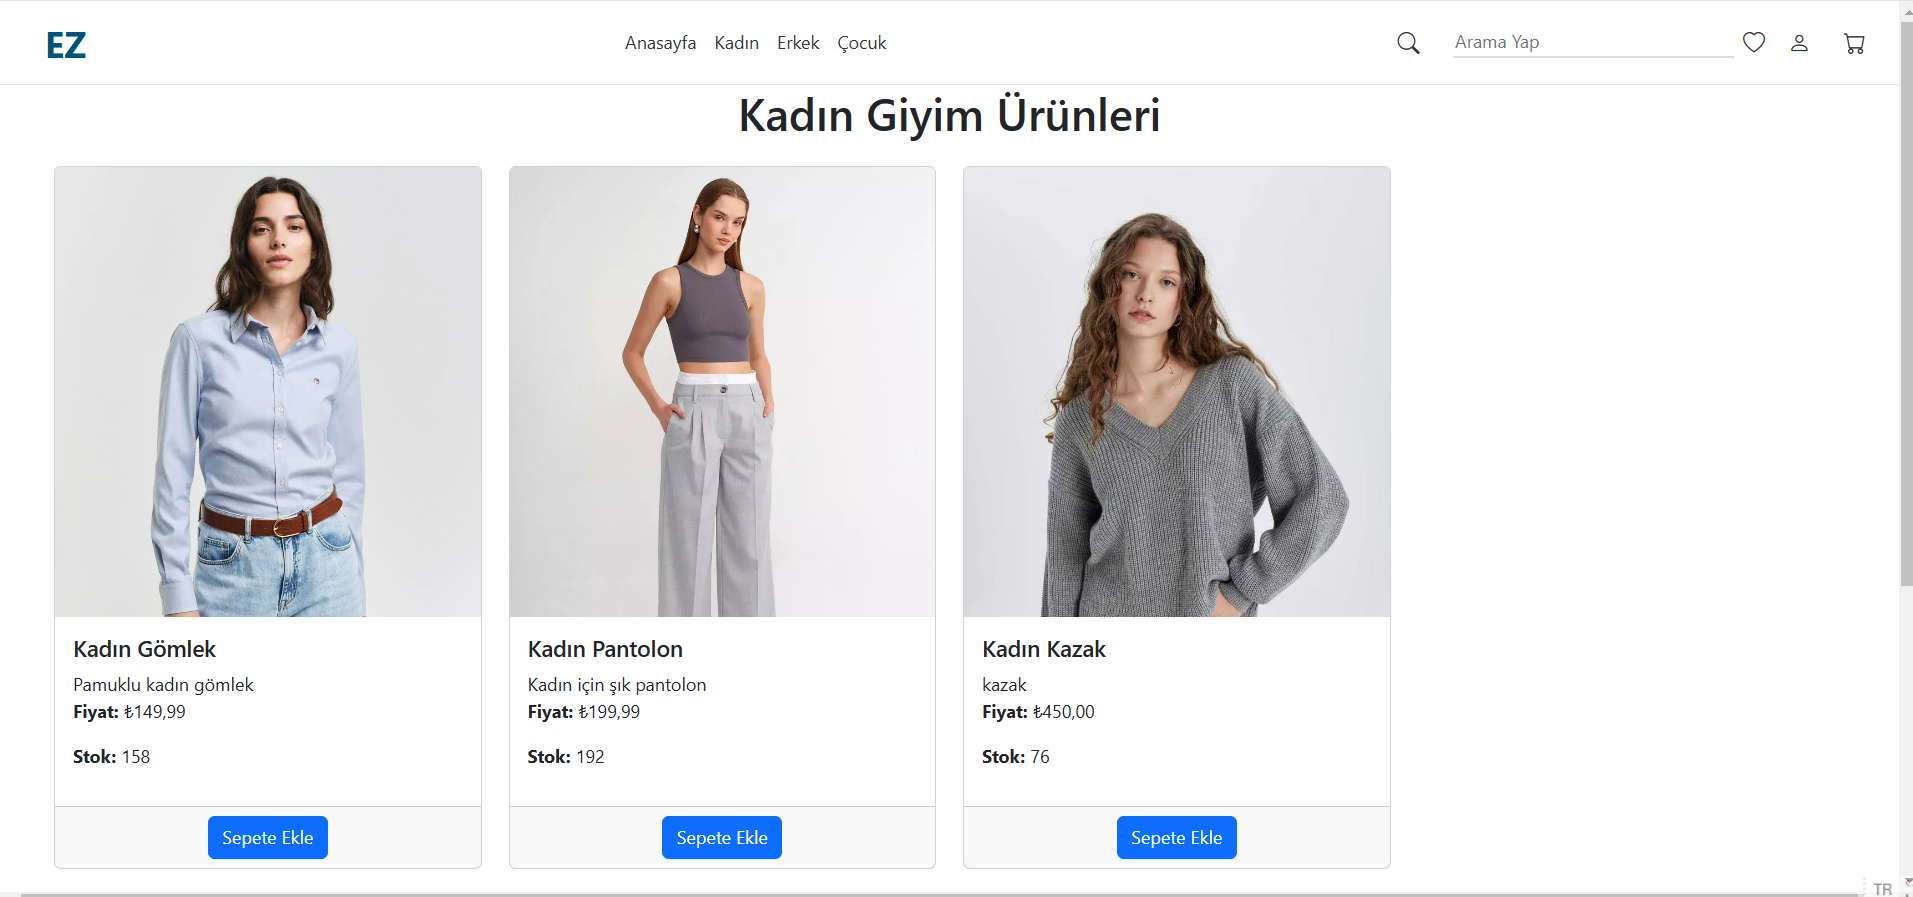 EZ
Anasayfa Kadın Erkek Çocuk
Arama Yap
Kadın Giyim Ürünleri
Kadın Gömlek
Pamuklu kadın gömlek
Fiyat: ₺149,99
Stok: 158
Sepete Ekle
Kadın Pantolon
Kadın için şık pantolon
Fiyat: ₺199,99
Stok: 192
Sepete Ekle
Kadın Kazak
kazak
Fiyat: ₺450,00
Stok: 76
Sepete Ekle
TR